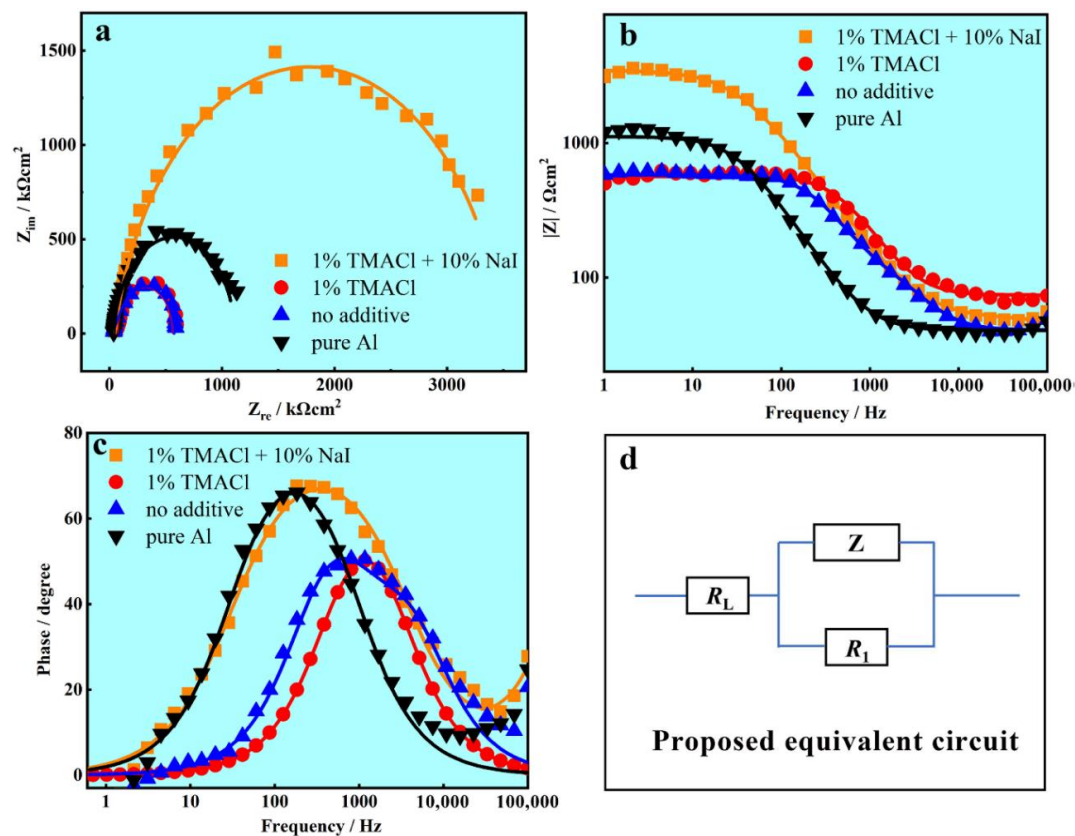 a
1500
1000
500
0
Z_im / kΩcm²
1% TMACl + 10% NaI
1% TMACl
no additive
pure Al
0 1000 2000 3000
Z_re / kΩcm²
b
1% TMACl + 10% NaI
1% TMACl
no additive
pure Al
1000
100
|Z| / Ωcm²
1 10 100 1000 10,000 100,000
Frequency / Hz
c
1% TMACl + 10% NaI
1% TMACl
no additive
pure Al
80
60
40
20
0
Phase / degree
1 10 100 1000 10,000 100,000
Frequency / Hz
d
Z
R_L
R_1
Proposed equivalent circuit